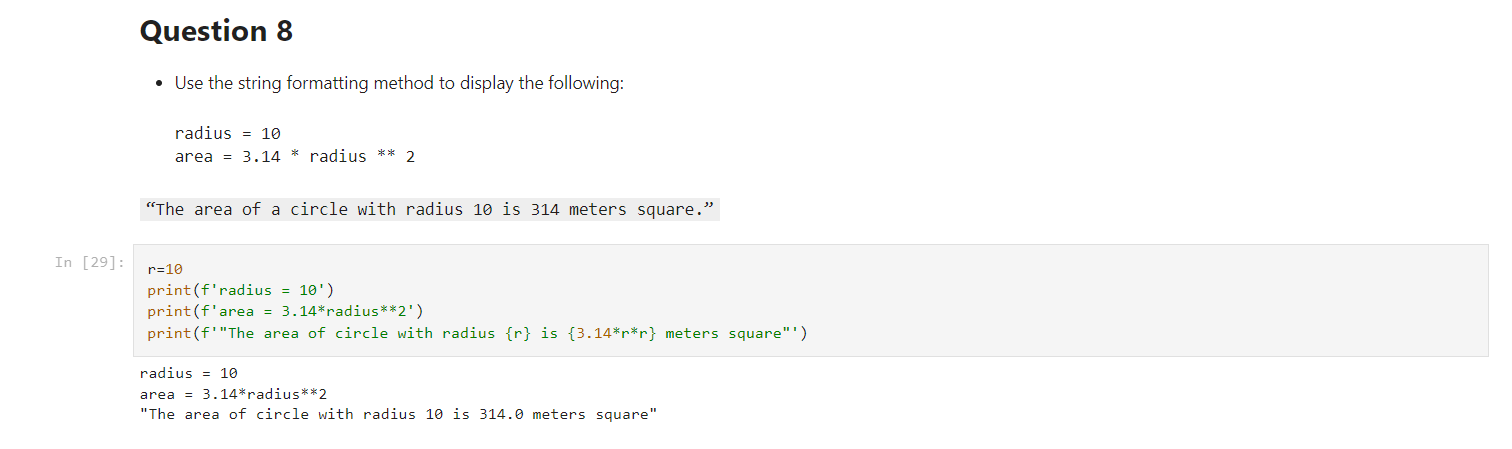 Question 8
• Use the string formatting method to display the following:
radius = 10
area = 3.14 * radius ** 2
“The area of a circle with radius 10 is 314 meters square.”
In [29]:
r=10
print(f'radius = 10')
print(f'area = 3.14*radius**2')
print(f'"The area of circle with radius {r} is {3.14*r*r} meters square"')
radius = 10
area = 3.14*radius**2
"The area of circle with radius 10 is 314.0 meters square"